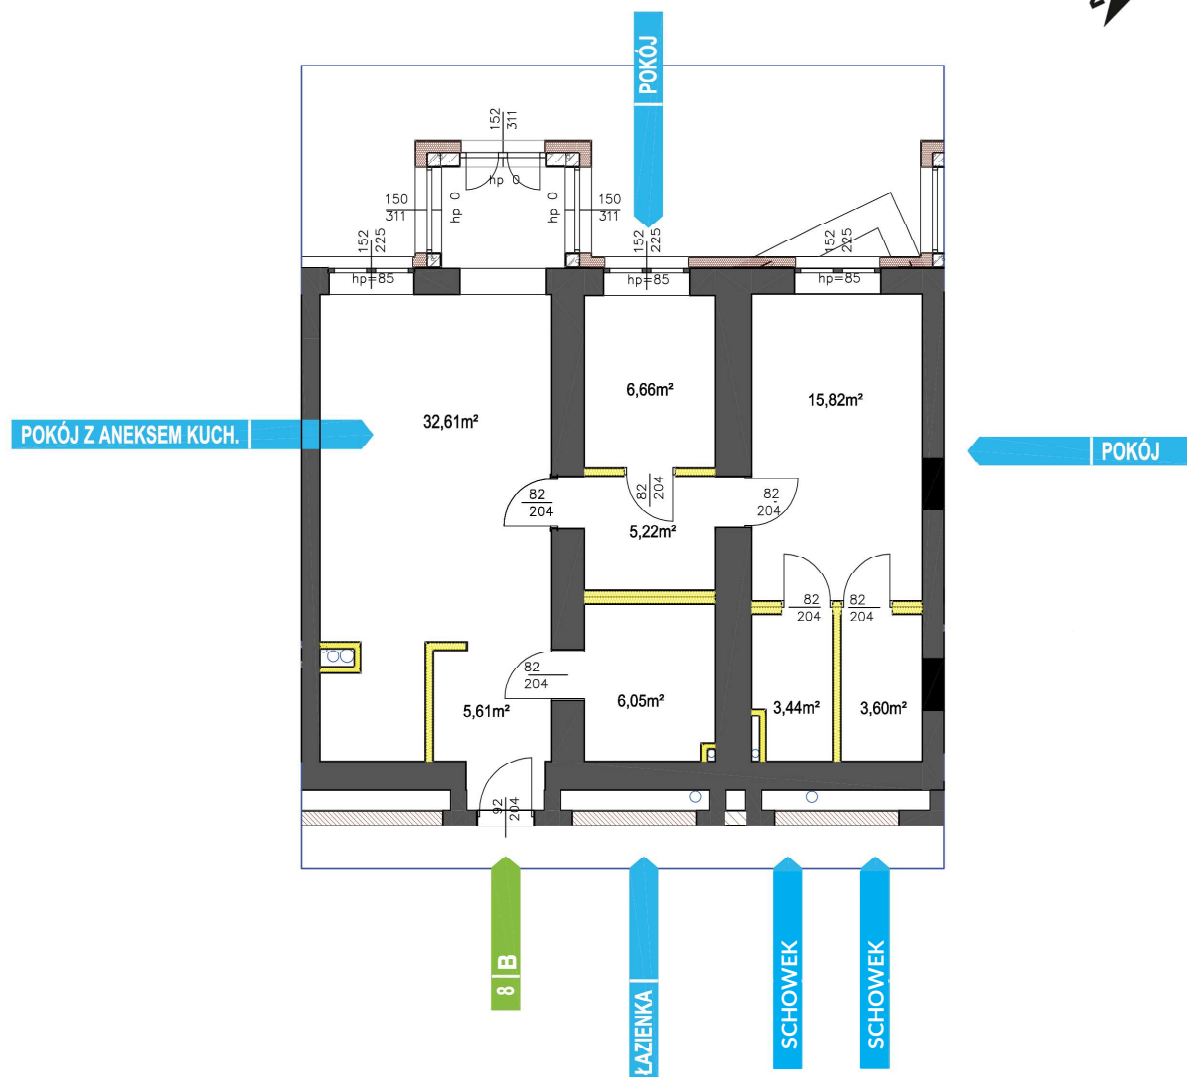 POKÓJ
152
311
hp 0
150
311
hp 0
hp 0
150
311
152
225
hp=85
152
225
hp=85
152
225
hp=85
6,66m²
15,82m²
32,61m²
POKÓJ Z ANEKSEM KUCH.
POKÓJ
82
204
82
204
82
204
5,22m²
82
204
82
204
82
204
5,61m²
6,05m²
3,44m²
3,60m²
92
204
8 | B
ŁAZIENKA
SCHOWEK
SCHOWEK